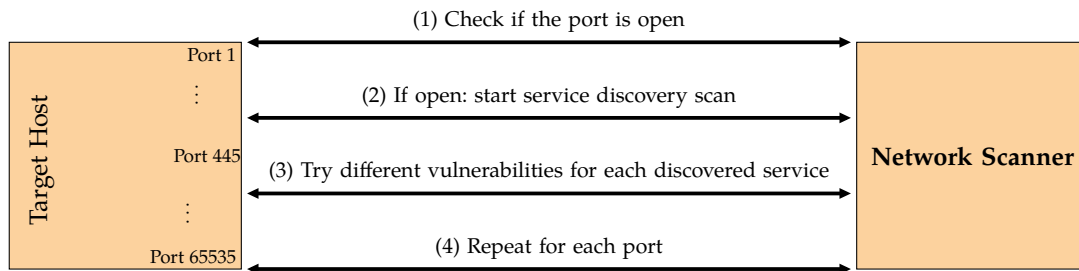 (1) Check if the port is open
Port 1
⋮
(2) If open: start service discovery scan
Target Host
Port 445
(3) Try different vulnerabilities for each discovered service
Network Scanner
⋮
(4) Repeat for each port
Port 65535